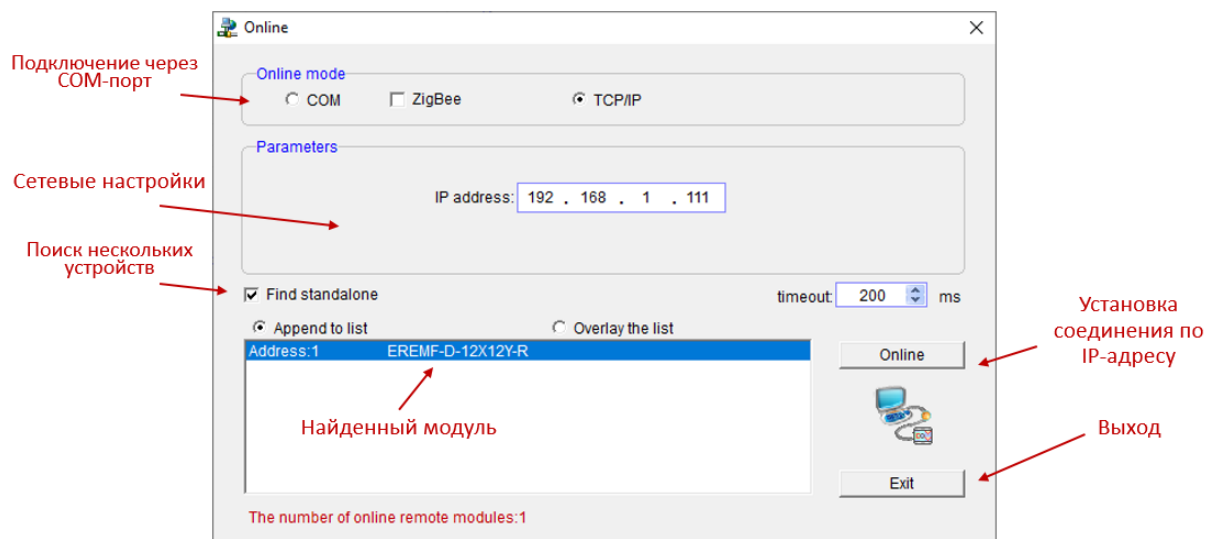 Online
Подключение через
COM-порт
Online mode
COM
ZigBee
TCP/IP
Parameters
Сетевые настройки
IP address: 192 . 168 . 1 . 111
Поиск нескольких
устройств
Find standalone
timeout: 200 ms
Append to list
Overlay the list
Установка
соединения по
IP-адресу
Address:1 EREMF-D-12X12Y-R
Online
Найденный модуль
Выход
Exit
The number of online remote modules:1